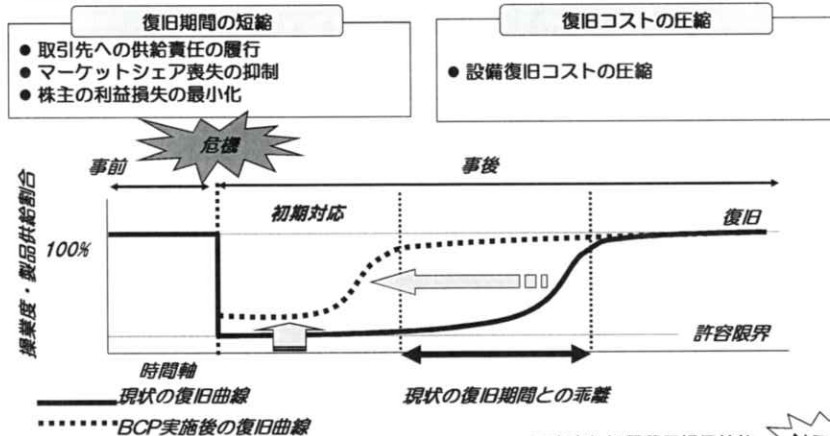 復旧期間の短縮
● 取引先への供給責任の履行
● マーケットシェア喪失の抑制
● 株主の利益損失の最小化
復旧コストの圧縮
● 設備復旧コストの圧縮
危機
事前
事後
初期対応
復旧
100%
操業度・製品供給割合
許容限界
時間軸
現状の復旧曲線
現状の復旧期間との乖離
BCP実施後の復旧曲線